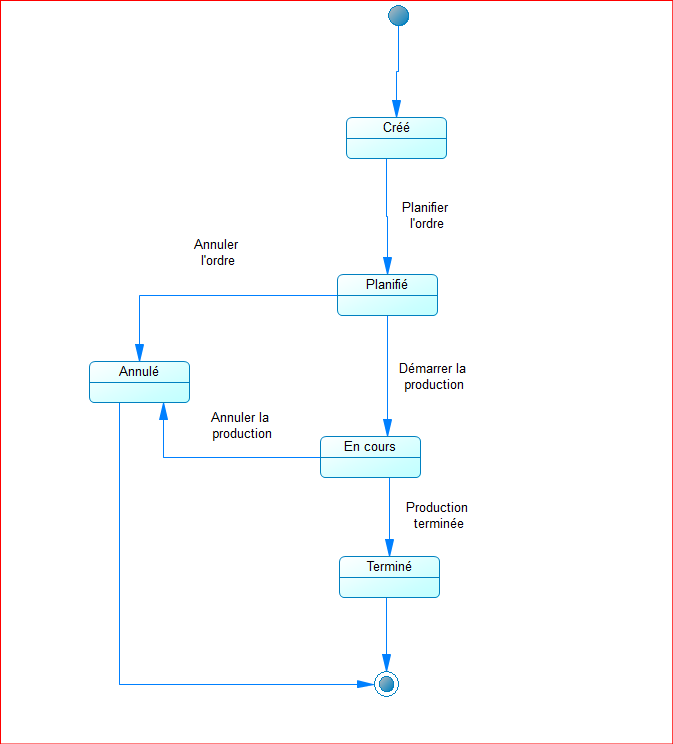 Créé
Planifier
l'ordre
Annuler
l'ordre
Planifié
Annulé
Démarrer la
production
Annuler la
production
En cours
Production
terminée
Terminé